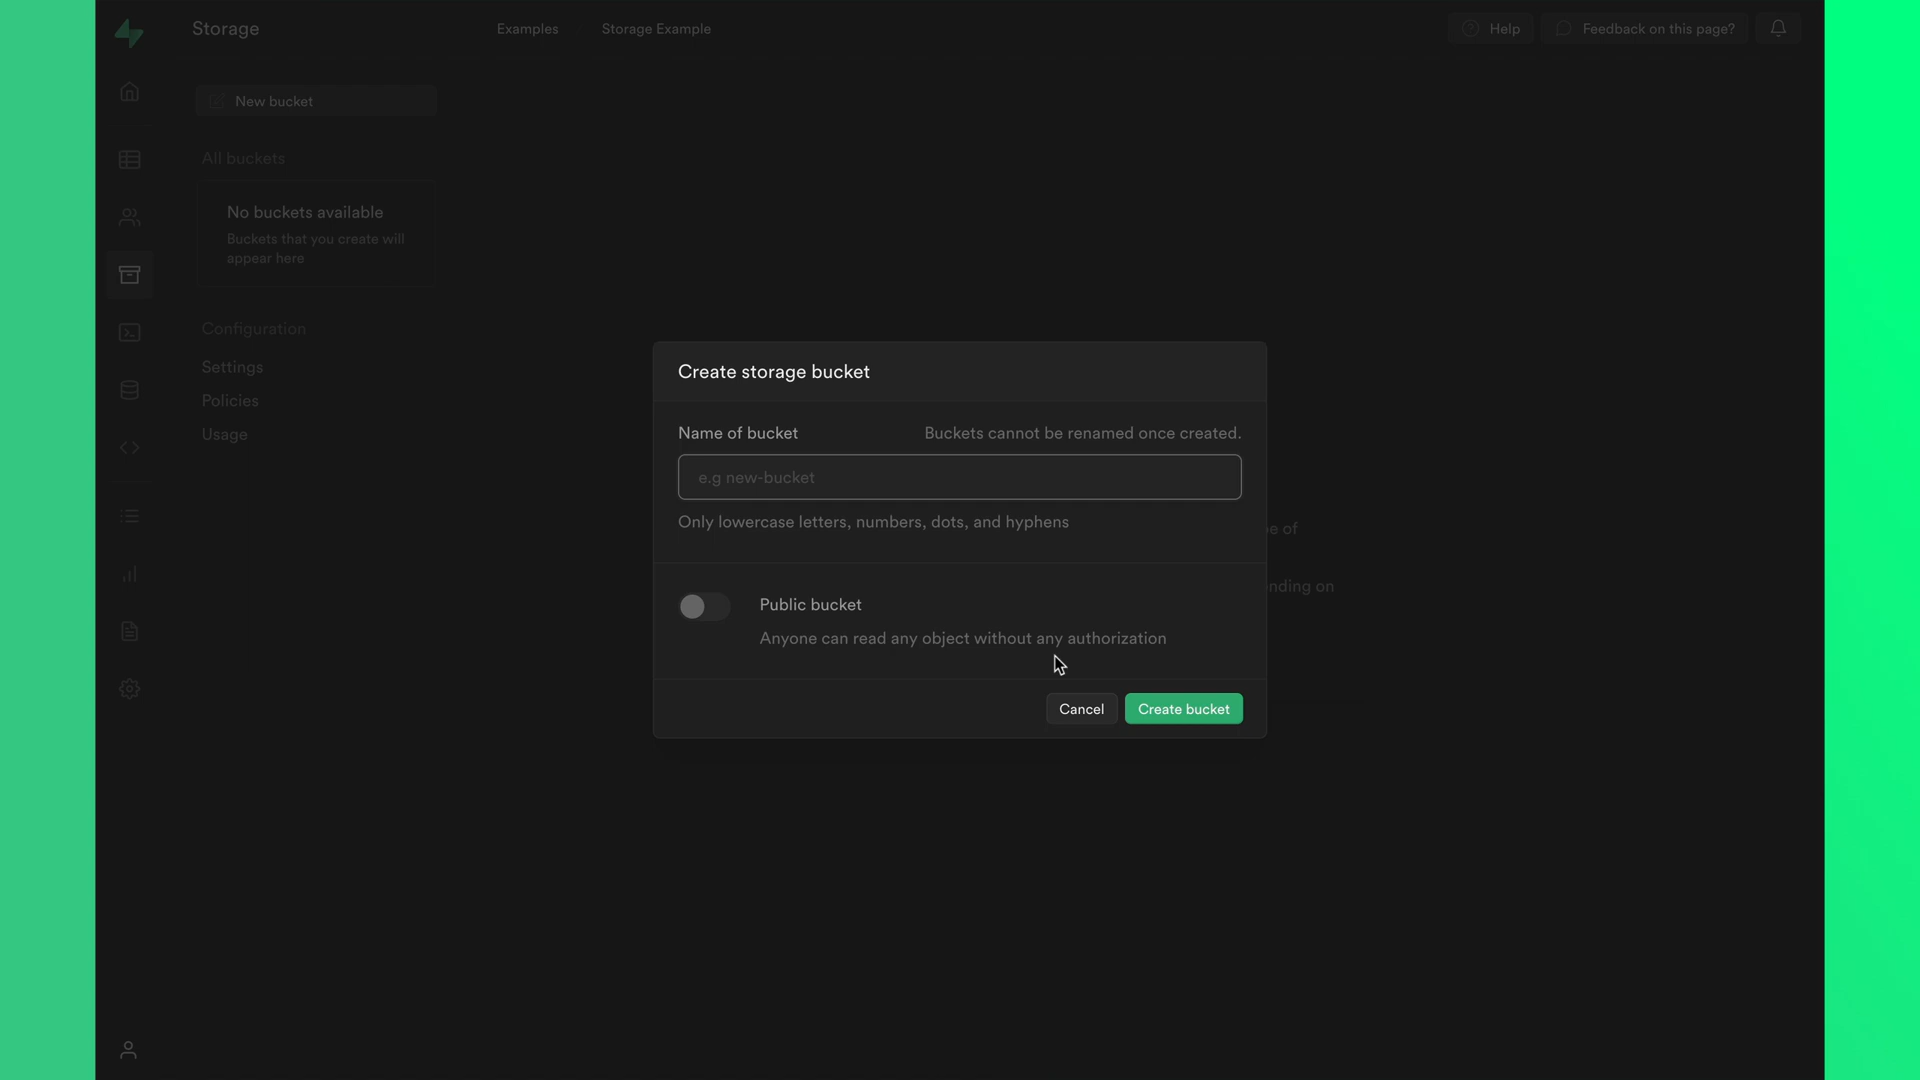 Storage
Examples
Storage Example
Help
Feedback on this page?
New bucket
All buckets
No buckets available
Buckets that you create will
appear here
Configuration
Settings
Policies
Usage
Create storage bucket
Name of bucket
Buckets cannot be renamed once created.
e.g new-bucket
Only lowercase letters, numbers, dots, and hyphens
of
nding on
Public bucket
Anyone can read any object without any authorization
Cancel
Create bucket